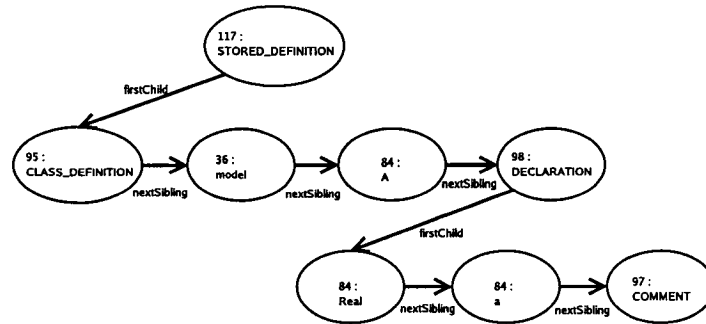 117 :
STORED_DEFINITION
firstChild
95 :
CLASS_DEFINITION
nextSibling
36 :
model
nextSibling
84 :
A
nextSibling
98 :
DECLARATION
firstChild
84 :
Real
nextSibling
84 :
a
nextSibling
97 :
COMMENT